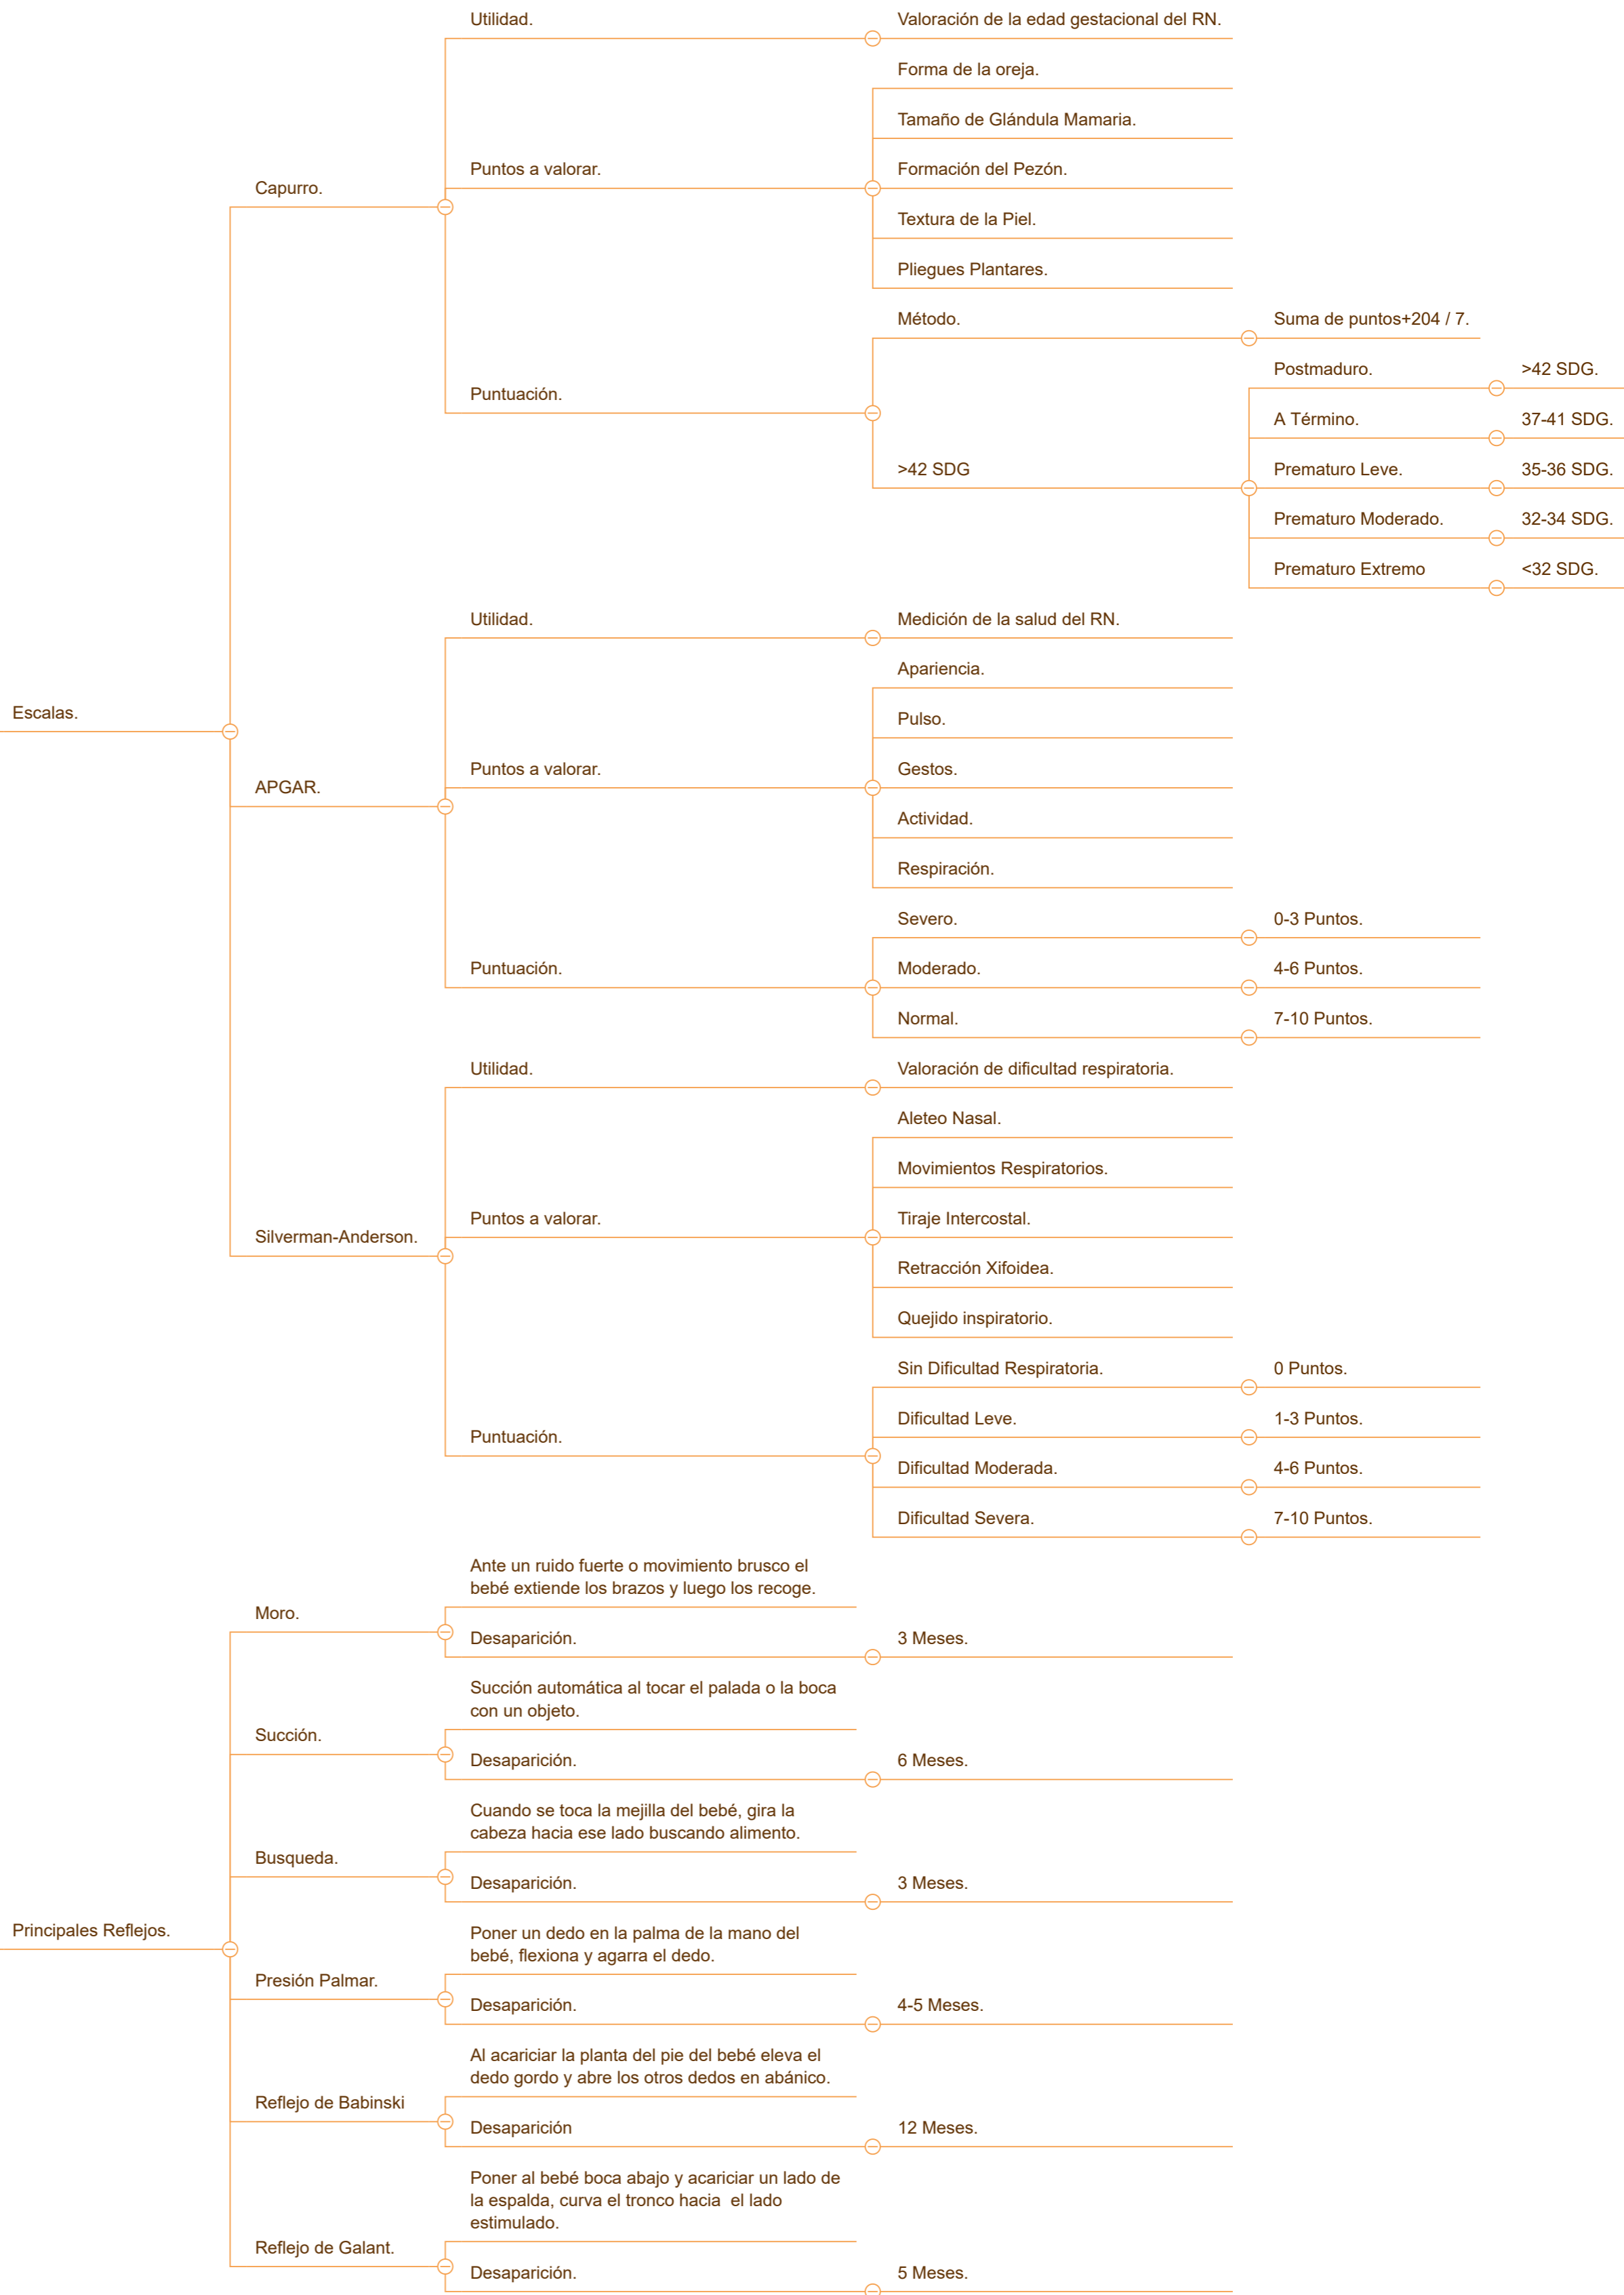 Escalas.
Capurro.
Utilidad.
Valoración de la edad gestacional del RN.
Puntos a valorar.
Forma de la oreja.
Tamaño de Glándula Mamaria.
Formación del Pezón.
Textura de la Piel.
Pliegues Plantares.
Puntuación.
Método.
Suma de puntos+204 / 7.
>42 SDG
Postmaduro.
>42 SDG.
A Término.
37-41 SDG.
Prematuro Leve.
35-36 SDG.
Prematuro Moderado.
32-34 SDG.
Prematuro Extremo
<32 SDG.
APGAR.
Utilidad.
Medición de la salud del RN.
Puntos a valorar.
Apariencia.
Pulso.
Gestos.
Actividad.
Respiración.
Puntuación.
Severo.
0-3 Puntos.
Moderado.
4-6 Puntos.
Normal.
7-10 Puntos.
Silverman-Anderson.
Utilidad.
Valoración de dificultad respiratoria.
Puntos a valorar.
Aleteo Nasal.
Movimientos Respiratorios.
Tiraje Intercostal.
Retracción Xifoidea.
Quejido inspiratorio.
Puntuación.
Sin Dificultad Respiratoria.
0 Puntos.
Dificultad Leve.
1-3 Puntos.
Dificultad Moderada.
4-6 Puntos.
Dificultad Severa.
7-10 Puntos.
Principales Reflejos.
Moro.
Ante un ruido fuerte o movimiento brusco el
bebé extiende los brazos y luego los recoge.
Desaparición.
3 Meses.
Succión.
Succión automática al tocar el palada o la boca
con un objeto.
Desaparición.
6 Meses.
Busqueda.
Cuando se toca la mejilla del bebé, gira la
cabeza hacia ese lado buscando alimento.
Desaparición.
3 Meses.
Presión Palmar.
Poner un dedo en la palma de la mano del
bebé, flexiona y agarra el dedo.
Desaparición.
4-5 Meses.
Reflejo de Babinski
Al acariciar la planta del pie del bebé eleva el
dedo gordo y abre los otros dedos en abánico.
Desaparición
12 Meses.
Reflejo de Galant.
Poner al bebé boca abajo y acariciar un lado de
la espalda, curva el tronco hacia  el lado
estimulado.
Desaparición.
5 Meses.